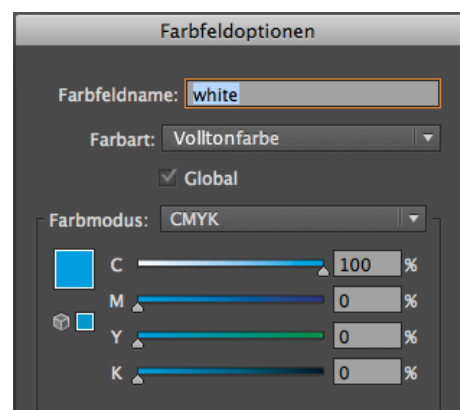 Farbfeldoptionen
Farbfeldname: white
Farbart: Volltonfarbe
Global
Farbmodus: CMYK
C 100 %
M 0 %
Y 0 %
K 0 %